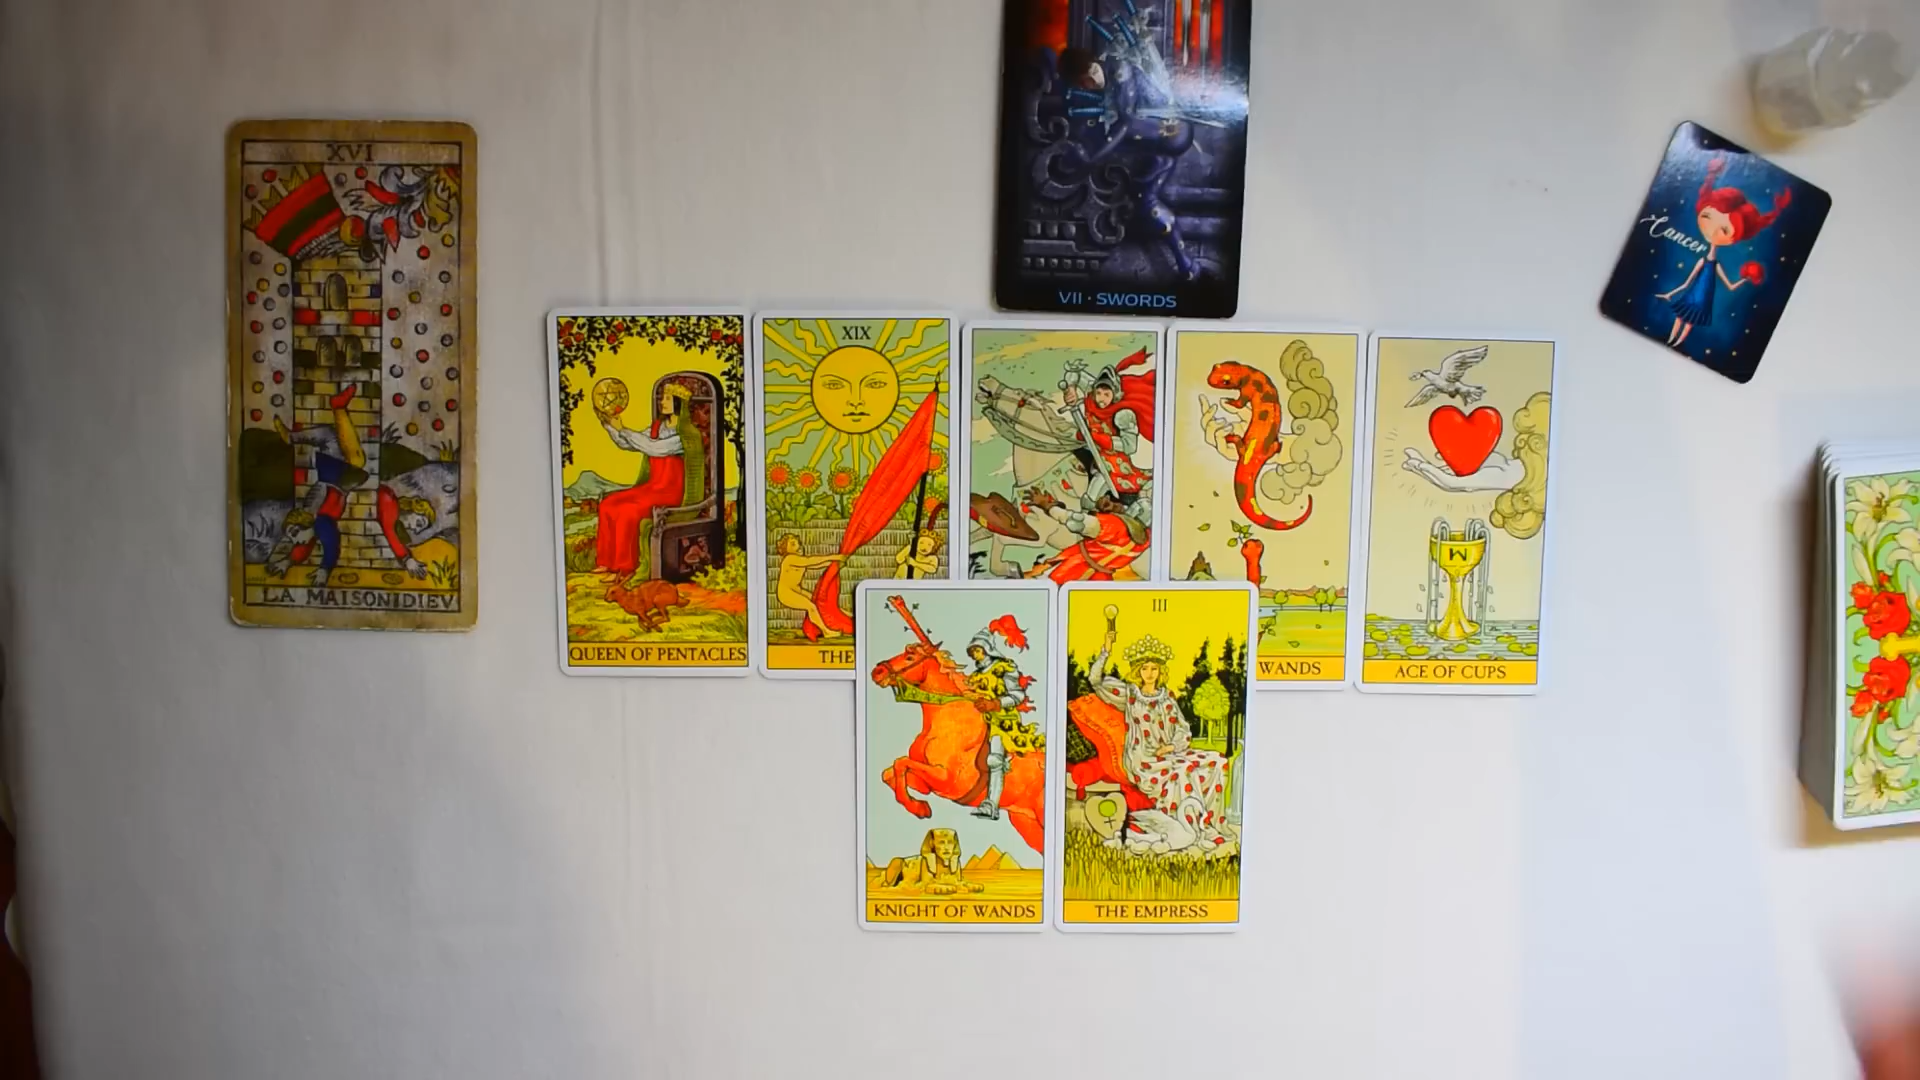 XVI
LA MAISONIDIEV
VII · SWORDS
Cancer
QUEEN OF PENTACLES
XIX
THE
WANDS
ACE OF CUPS
KNIGHT OF WANDS
III
THE EMPRESS